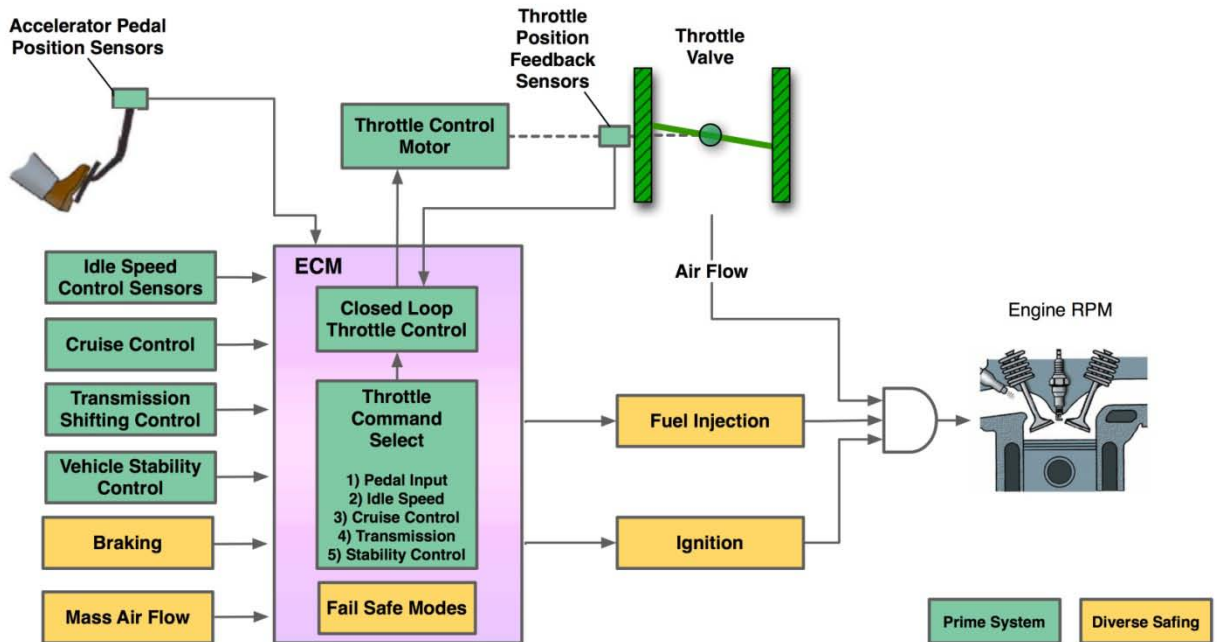 Accelerator Pedal
Position Sensors
Throttle
Position
Feedback
Sensors
Throttle
Valve
Throttle Control
Motor
Idle Speed
Control Sensors
ECM
Closed Loop
Throttle Control
Air Flow
Engine RPM
Cruise Control
Transmission
Shifting Control
Throttle
Command
Select
1) Pedal Input
2) Idle Speed
3) Cruise Control
4) Transmission
5) Stability Control
Fuel Injection
Vehicle Stability
Control
Braking
Ignition
Mass Air Flow
Fail Safe Modes
Prime System
Diverse Safing